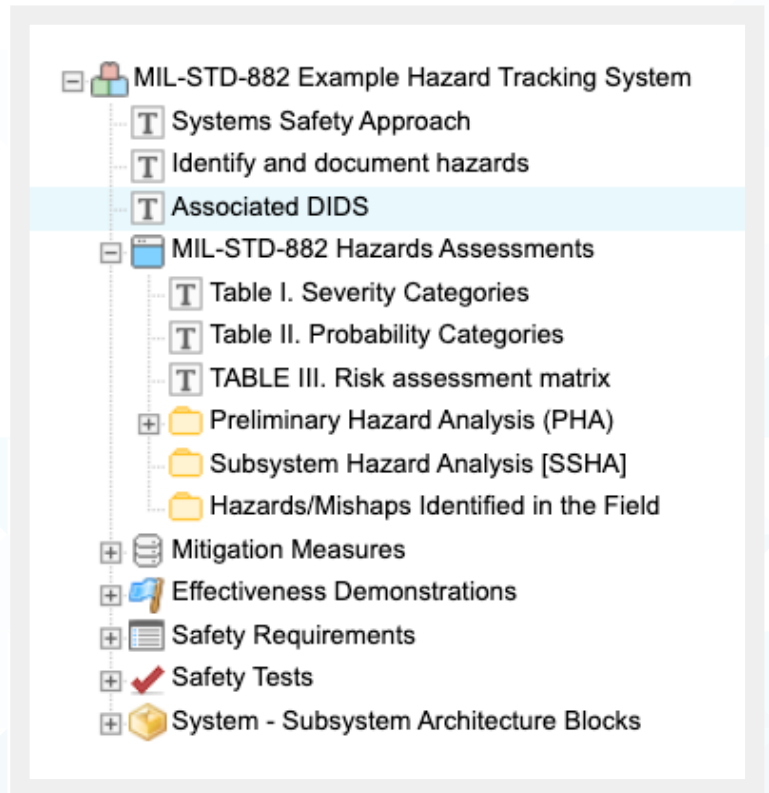 MIL-STD-882 Example Hazard Tracking System
T Systems Safety Approach
T Identify and document hazards
T Associated DIDS
MIL-STD-882 Hazards Assessments
T Table I. Severity Categories
T Table II. Probability Categories
T TABLE III. Risk assessment matrix
Preliminary Hazard Analysis (PHA)
Subsystem Hazard Analysis [SSHA]
Hazards/Mishaps Identified in the Field
Mitigation Measures
Effectiveness Demonstrations
Safety Requirements
Safety Tests
System - Subsystem Architecture Blocks